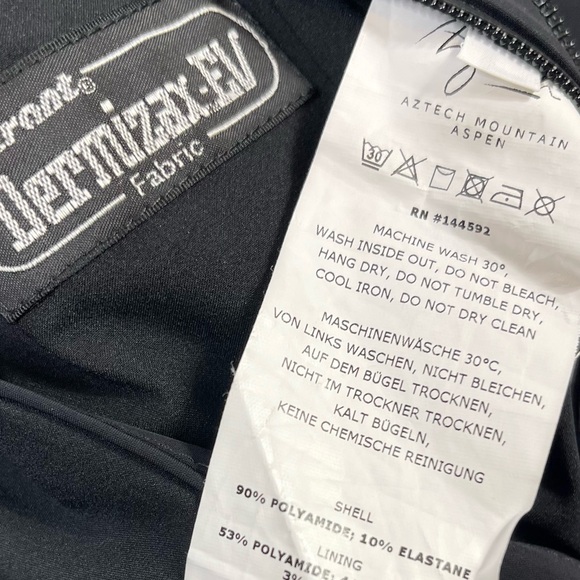 Dermizax-EV
Fabric
AZTECH MOUNTAIN
ASPEN
30
RN #144592
MACHINE WASH 30°,
WASH INSIDE OUT, DO NOT BLEACH,
HANG DRY, DO NOT TUMBLE DRY,
COOL IRON, DO NOT DRY CLEAN
MASCHINENWÄSCHE 30°C,
VON LINKS WASCHEN, NICHT BLEICHEN,
AUF DEM BÜGEL TROCKNEN,
NICHT IM TROCKNER TROCKNEN,
KALT BÜGELN,
KEINE CHEMISCHE REINIGUNG
SHELL
90% POLYAMIDE; 10% ELASTANE
LINING
53% POLYAMIDE;
3%